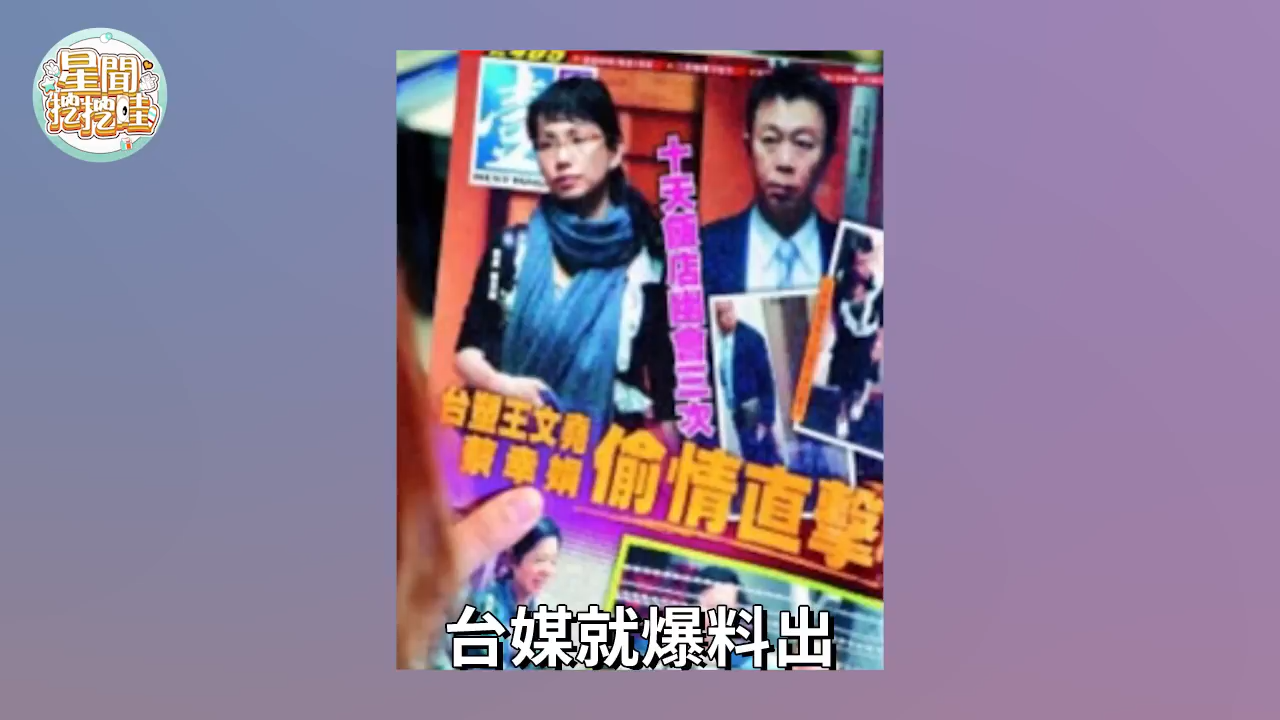 星聞
挖挖哇
壹
十天飯店幽會三次
台塑王文堯
蔡幸娟
偷情直擊
台媒就爆料出